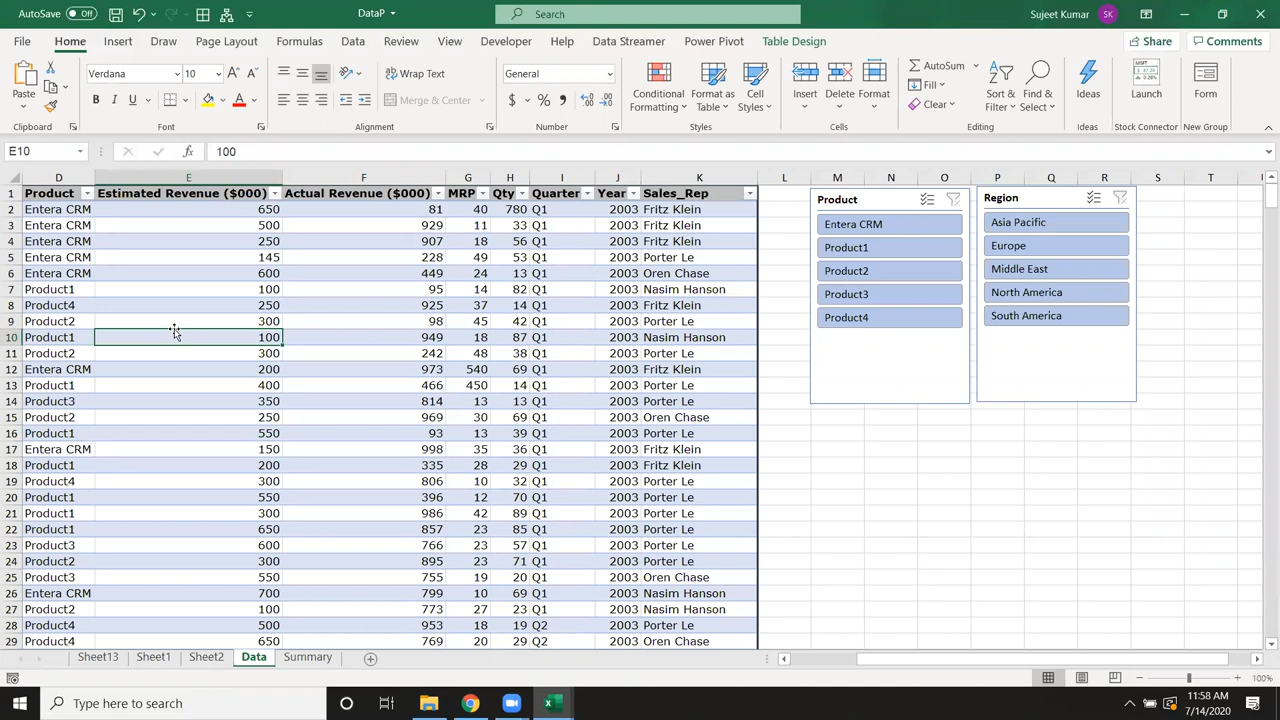 AutoSave Off DataP Search Sujeet Kumar SK
File Home Insert Draw Page Layout Formulas Data Review View Developer Help Data Streamer Power Pivot Table Design Share Comments
Paste Verdana 10 Wrap Text General Conditional Formatting Format as Table Cell Styles Insert Delete Format AutoSum Fill Clear Sort & Filter Find & Select Ideas Launch Form
B I U A Merge & Center $ % 9
Clipboard Font Alignment Number Styles Cells Editing Ideas Stock Connector New Group
E10 fx 100
D E F G H I J K L M N O P Q R S T
1 Product Estimated Revenue ($000) Actual Revenue ($000) MRP Qty Quarter Year Sales_Rep
2 Entera CRM 650 81 40 780 Q1 2003 Fritz Klein
3 Entera CRM 500 929 11 33 Q1 2003 Fritz Klein
4 Entera CRM 250 907 18 56 Q1 2003 Fritz Klein
5 Entera CRM 145 228 49 53 Q1 2003 Porter Le
6 Entera CRM 600 449 24 13 Q1 2003 Oren Chase
7 Product1 100 95 14 82 Q1 2003 Nasim Hanson
8 Product4 250 925 37 14 Q1 2003 Fritz Klein
9 Product2 300 98 45 42 Q1 2003 Porter Le
10 Product1 100 949 18 87 Q1 2003 Nasim Hanson
11 Product2 300 242 48 38 Q1 2003 Porter Le
12 Entera CRM 200 973 540 69 Q1 2003 Fritz Klein
13 Product1 400 466 450 14 Q1 2003 Porter Le
14 Product3 350 814 13 13 Q1 2003 Porter Le
15 Product2 250 969 30 69 Q1 2003 Oren Chase
16 Product1 550 93 13 39 Q1 2003 Porter Le
17 Entera CRM 150 998 35 36 Q1 2003 Fritz Klein
18 Product1 200 335 28 29 Q1 2003 Fritz Klein
19 Product4 300 806 10 32 Q1 2003 Porter Le
20 Product1 550 396 12 70 Q1 2003 Porter Le
21 Product1 300 986 42 89 Q1 2003 Porter Le
22 Product1 650 857 23 85 Q1 2003 Porter Le
23 Product3 600 766 23 57 Q1 2003 Porter Le
24 Product2 300 895 23 71 Q1 2003 Porter Le
25 Product3 550 755 19 20 Q1 2003 Oren Chase
26 Entera CRM 700 799 10 69 Q1 2003 Nasim Hanson
27 Product2 100 773 27 23 Q1 2003 Nasim Hanson
28 Product4 500 953 18 19 Q2 2003 Porter Le
29 Product4 650 769 20 29 Q2 2003 Oren Chase
Product
Entera CRM
Product1
Product2
Product3
Product4
Region
Asia Pacific
Europe
Middle East
North America
South America
Sheet13 Sheet1 Sheet2 Data Summary
100%
Type here to search 11:58 AM
7/14/2020